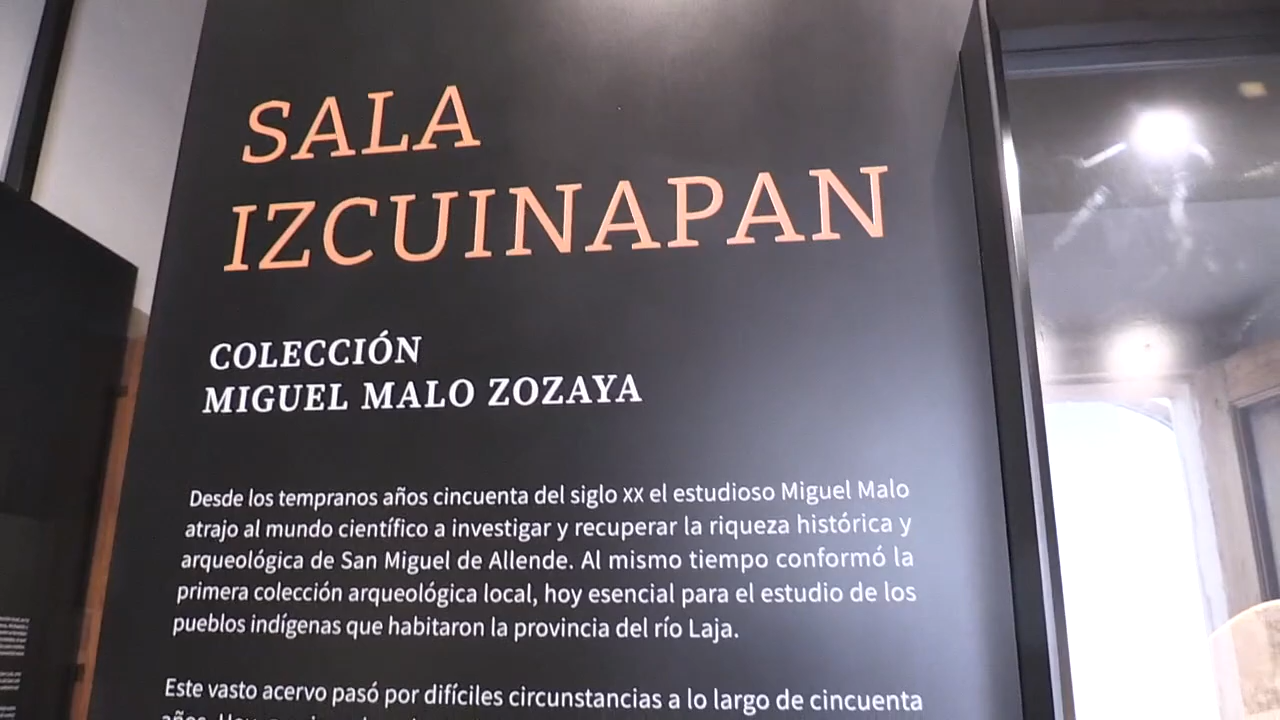 SALA
IZCUINAPAN
COLECCIÓN
MIGUEL MALO ZOZAYA
Desde los tempranos años cincuenta del siglo XX el estudioso Miguel Malo
atrajo al mundo científico a investigar y recuperar la riqueza histórica y
arqueológica de San Miguel de Allende. Al mismo tiempo conformó la
primera colección arqueológica local, hoy esencial para el estudio de los
pueblos indígenas que habitaron la provincia del río Laja.
Este vasto acervo pasó por difíciles circunstancias a lo largo de cincuenta